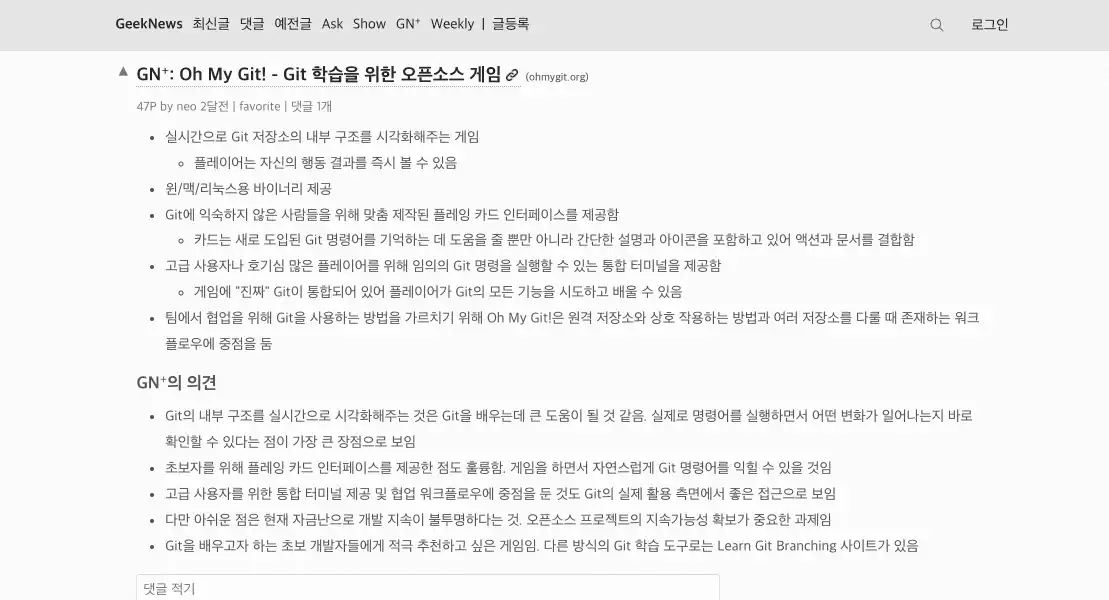 GeekNews 최신글 댓글 예전글 Ask Show GN⁺ Weekly | 글등록 로그인
▲ GN⁺: Oh My Git! - Git 학습을 위한 오픈소스 게임 (ohmygit.org)
47P by neo 2달전 | favorite | 댓글 1개
• 실시간으로 Git 저장소의 내부 구조를 시각화해주는 게임
◦ 플레이어는 자신의 행동 결과를 즉시 볼 수 있음
• 윈/맥/리눅스용 바이너리 제공
• Git에 익숙하지 않은 사람들을 위해 맞춤 제작된 플레잉 카드 인터페이스를 제공함
◦ 카드는 새로 도입된 Git 명령어를 기억하는 데 도움을 줄 뿐만 아니라 간단한 설명과 아이콘을 포함하고 있어 액션과 문서를 결합함
• 고급 사용자나 호기심 많은 플레이어를 위해 임의의 Git 명령을 실행할 수 있는 통합 터미널을 제공함
◦ 게임에 "진짜" Git이 통합되어 있어 플레이어가 Git의 모든 기능을 시도하고 배울 수 있음
• 팀에서 협업을 위해 Git을 사용하는 방법을 가르치기 위해 Oh My Git!은 원격 저장소와 상호 작용하는 방법과 여러 저장소를 다룰 때 존재하는 워크
플로우에 중점을 둠
GN⁺의 의견
• Git의 내부 구조를 실시간으로 시각화해주는 것은 Git을 배우는데 큰 도움이 될 것 같음. 실제로 명령어를 실행하면서 어떤 변화가 일어나는지 바로
확인할 수 있다는 점이 가장 큰 장점으로 보임
• 초보자를 위해 플레잉 카드 인터페이스를 제공한 점도 훌륭함. 게임을 하면서 자연스럽게 Git 명령어를 익힐 수 있을 것임
• 고급 사용자를 위한 통합 터미널 제공 및 협업 워크플로우에 중점을 둔 것도 Git의 실제 활용 측면에서 좋은 접근으로 보임
• 다만 아쉬운 점은 현재 자금난으로 개발 지속이 불투명하다는 것. 오픈소스 프로젝트의 지속가능성 확보가 중요한 과제임
• Git을 배우고자 하는 초보 개발자들에게 적극 추천하고 싶은 게임임. 다른 방식의 Git 학습 도구로는 Learn Git Branching 사이트가 있음
댓글 적기